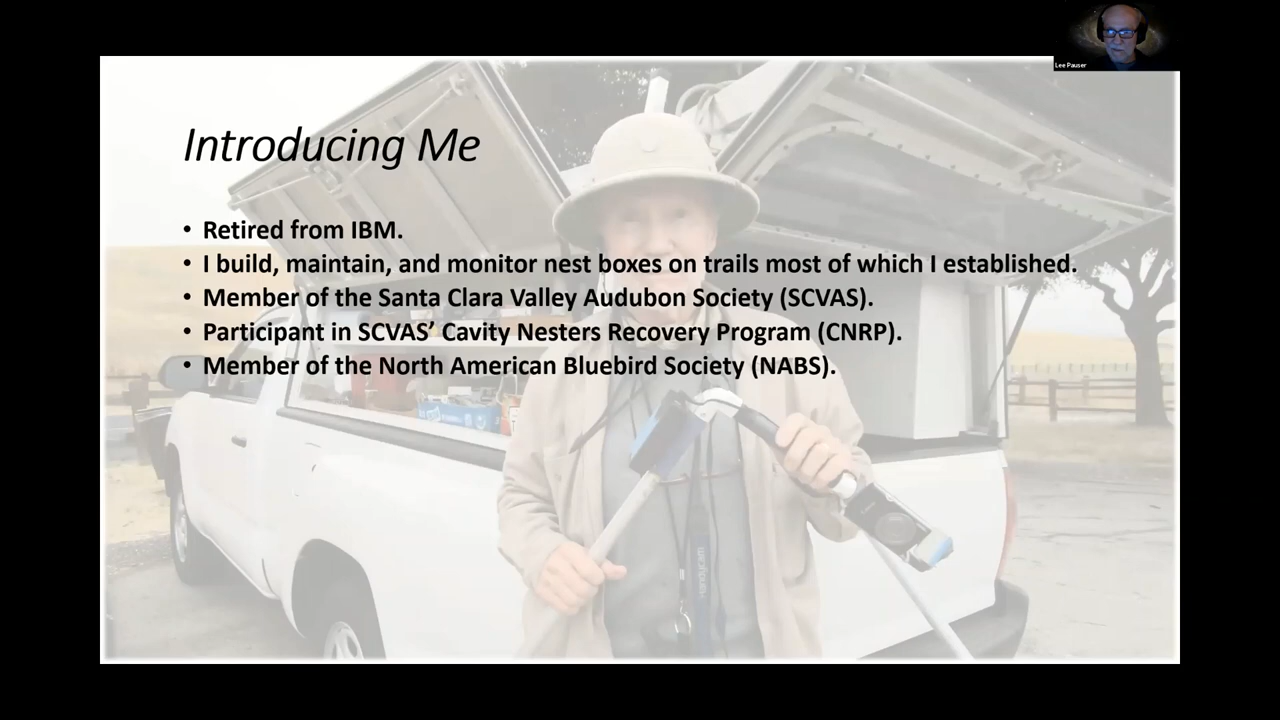 Lee Pauser
Introducing Me
• Retired from IBM.
• I build, maintain, and monitor nest boxes on trails most of which I established.
• Member of the Santa Clara Valley Audubon Society (SCVAS).
• Participant in SCVAS’ Cavity Nesters Recovery Program (CNRP).
• Member of the North American Bluebird Society (NABS).